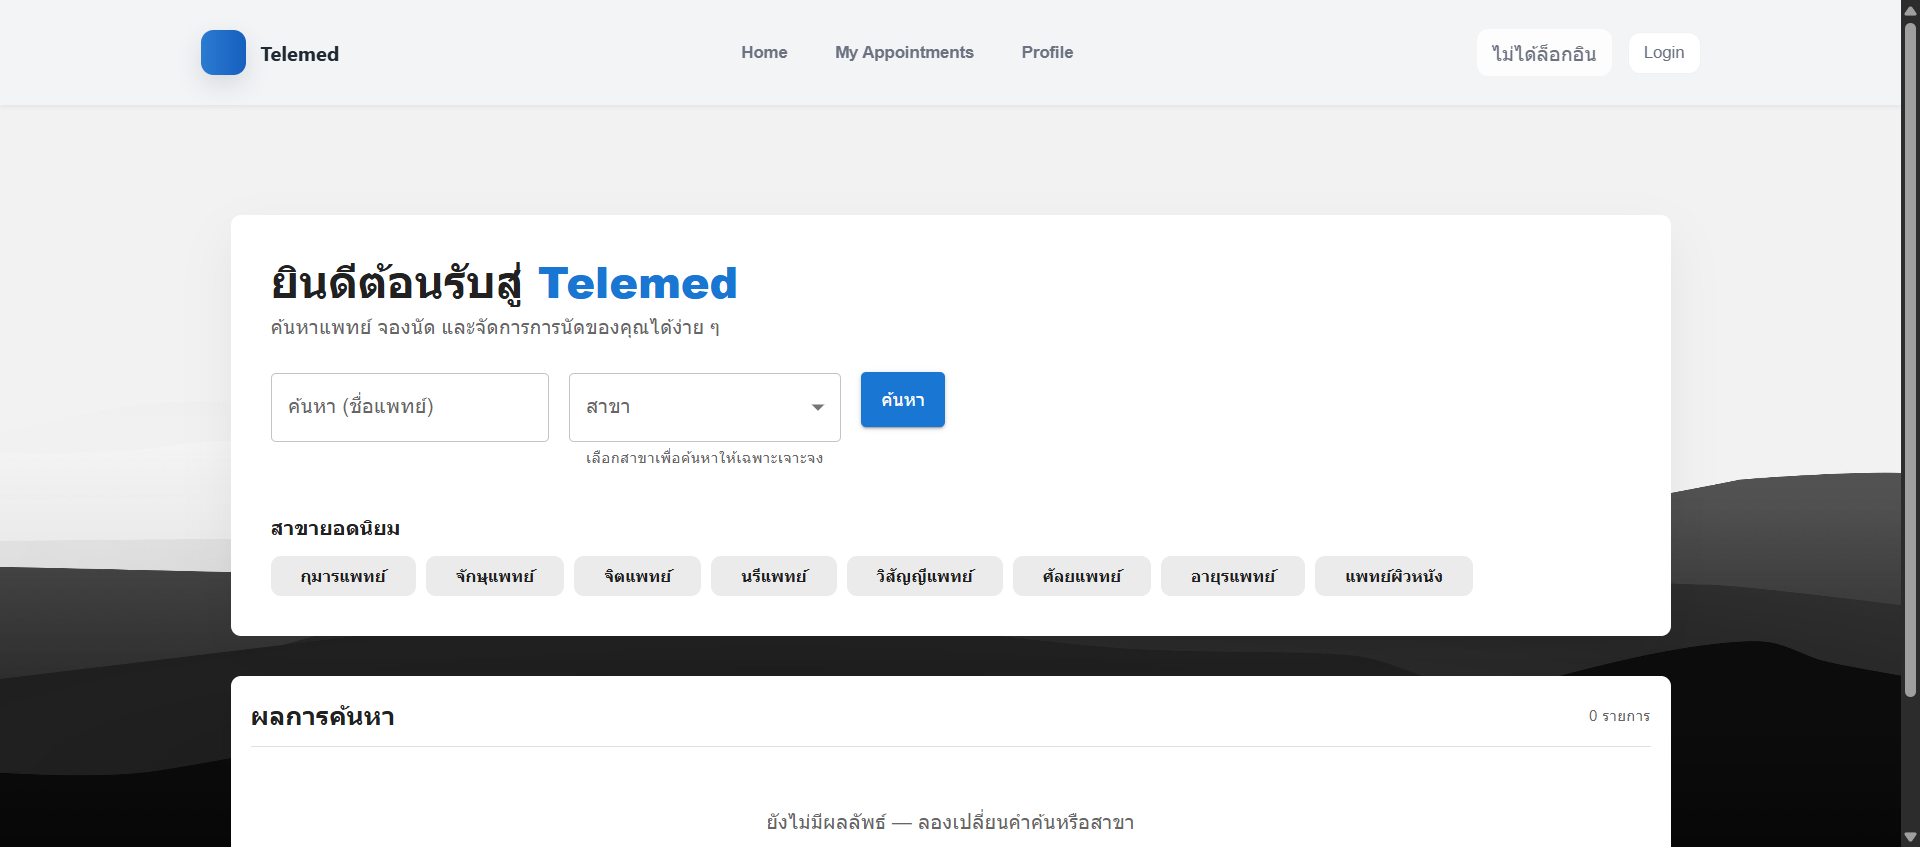 Telemed
Home
My Appointments
Profile
ไม่ได้ล็อกอิน
Login
ยินดีต้อนรับสู่ Telemed
ค้นหาแพทย์ จองนัด และจัดการการนัดของคุณได้ง่าย ๆ
ค้นหา (ชื่อแพทย์)
สาขา
ค้นหา
เลือกสาขาเพื่อค้นหาให้เฉพาะเจาะจง
สาขายอดนิยม
กุมารแพทย์
จักษุแพทย์
จิตแพทย์
นรีแพทย์
วิสัญญีแพทย์
ศัลยแพทย์
อายุรแพทย์
แพทย์ผิวหนัง
ผลการค้นหา
0 รายการ
ยังไม่มีผลลัพธ์ — ลองเปลี่ยนคำค้นหรือสาขา